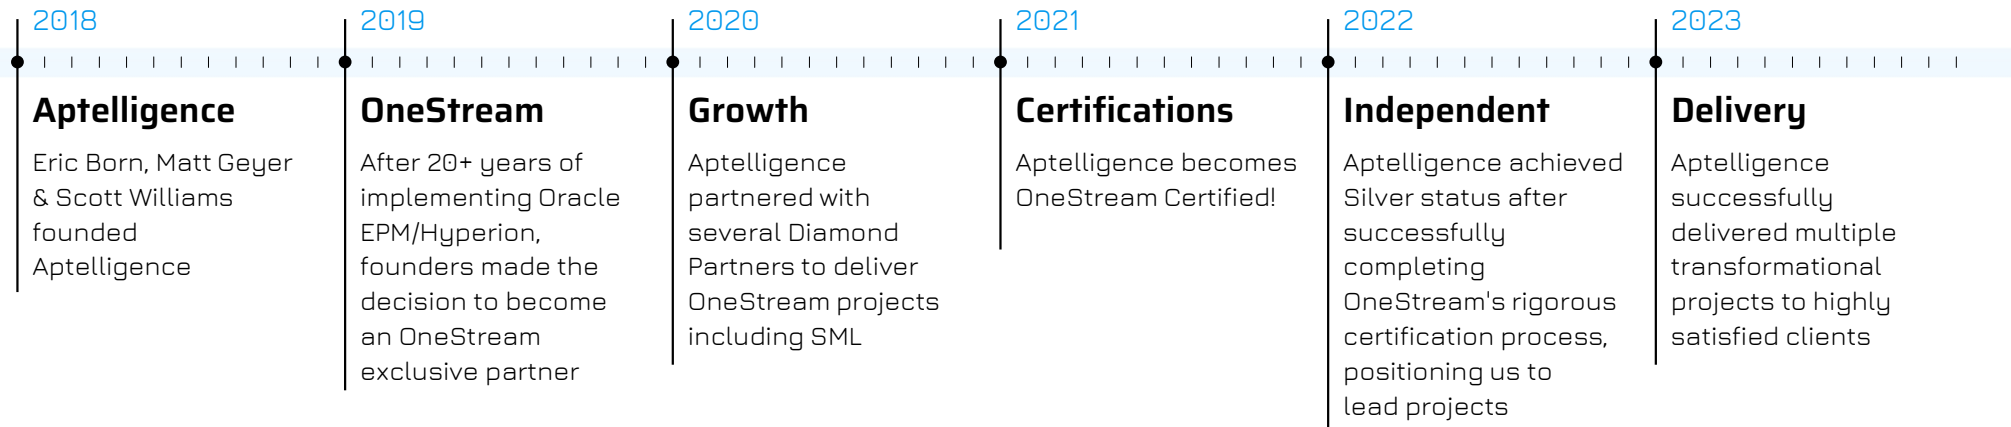 2018
Aptelligence
Eric Born, Matt Geyer
& Scott Williams
founded
Aptelligence
2019
OneStream
After 20+ years of
implementing Oracle
EPM/Hyperion,
founders made the
decision to become
an OneStream
exclusive partner
2020
Growth
Aptelligence
partnered with
several Diamond
Partners to deliver
OneStream projects
including SML
2021
Certifications
Aptelligence becomes
OneStream Certified!
2022
Independent
Aptelligence achieved
Silver status after
successfully
completing
OneStream's rigorous
certification process,
positioning us to
lead projects
2023
Delivery
Aptelligence
successfully
delivered multiple
transformational
projects to highly
satisfied clients